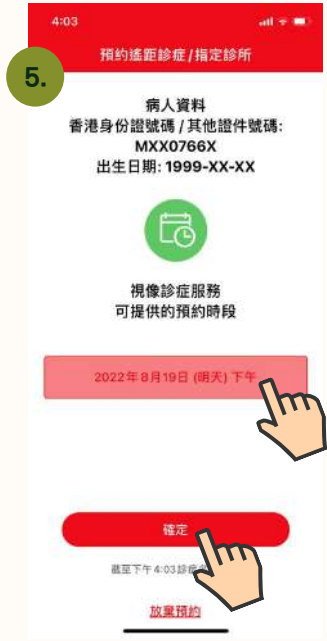 4:03
預約遙距診症/指定診所
5.
病人資料
香港身份證號碼 / 其他證件號碼:
MXX0766X
出生日期: 1999-XX-XX
視像診症服務
可提供的預約時段
2022年8月19日 (明天) 下午
確定
截至下午4:03診症
放棄預約